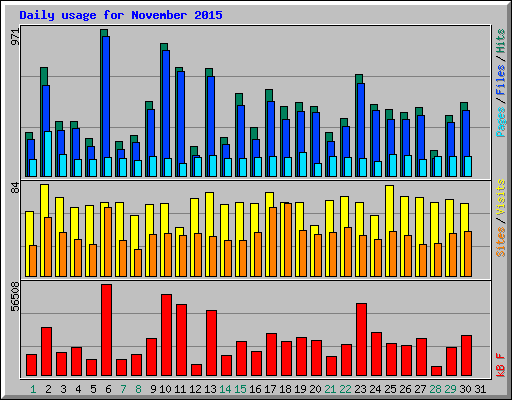 Daily usage for November 2015
971
Pages / Files / Hits
84
Sites / Visits
56508
kB F
1 2 3 4 5 6 7 8 9 10 11 12 13 14 15 16 17 18 19 20 21 22 23 24 25 26 27 28 29 30 31